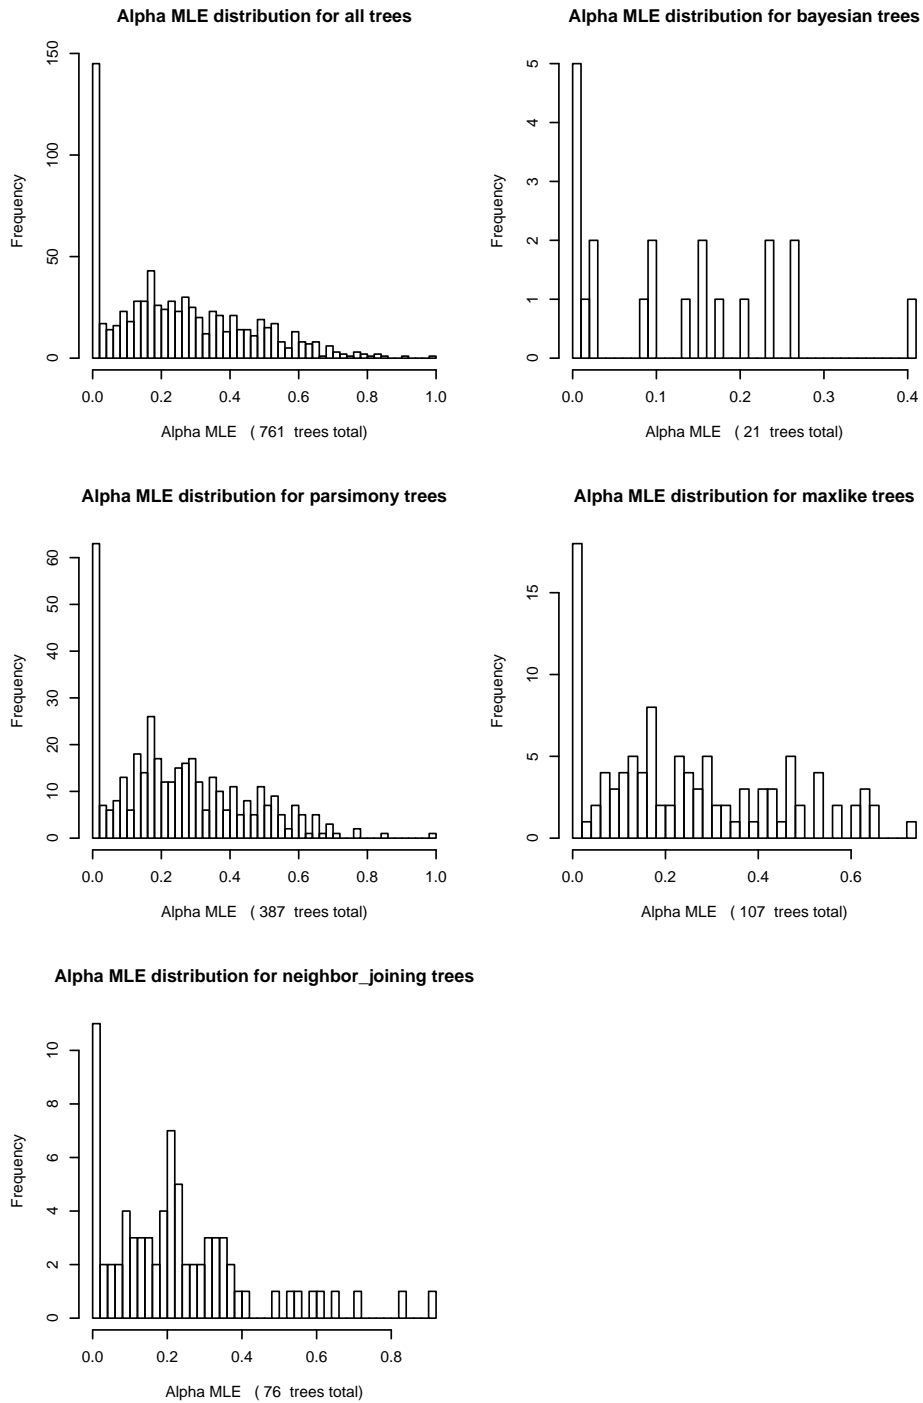 Alpha MLE distribution for all trees
Frequency
0 50 100 150
0.0 0.2 0.4 0.6 0.8 1.0
Alpha MLE ( 761 trees total)
Alpha MLE distribution for bayesian trees
Frequency
0 1 2 3 4 5
0.0 0.1 0.2 0.3 0.4
Alpha MLE ( 21 trees total)
Alpha MLE distribution for parsimony trees
Frequency
0 10 20 30 40 50 60
0.0 0.2 0.4 0.6 0.8 1.0
Alpha MLE ( 387 trees total)
Alpha MLE distribution for maxlike trees
Frequency
0 5 10 15
0.0 0.2 0.4 0.6
Alpha MLE ( 107 trees total)
Alpha MLE distribution for neighbor_joining trees
Frequency
0 2 4 6 8 10
0.0 0.2 0.4 0.6 0.8
Alpha MLE ( 76 trees total)